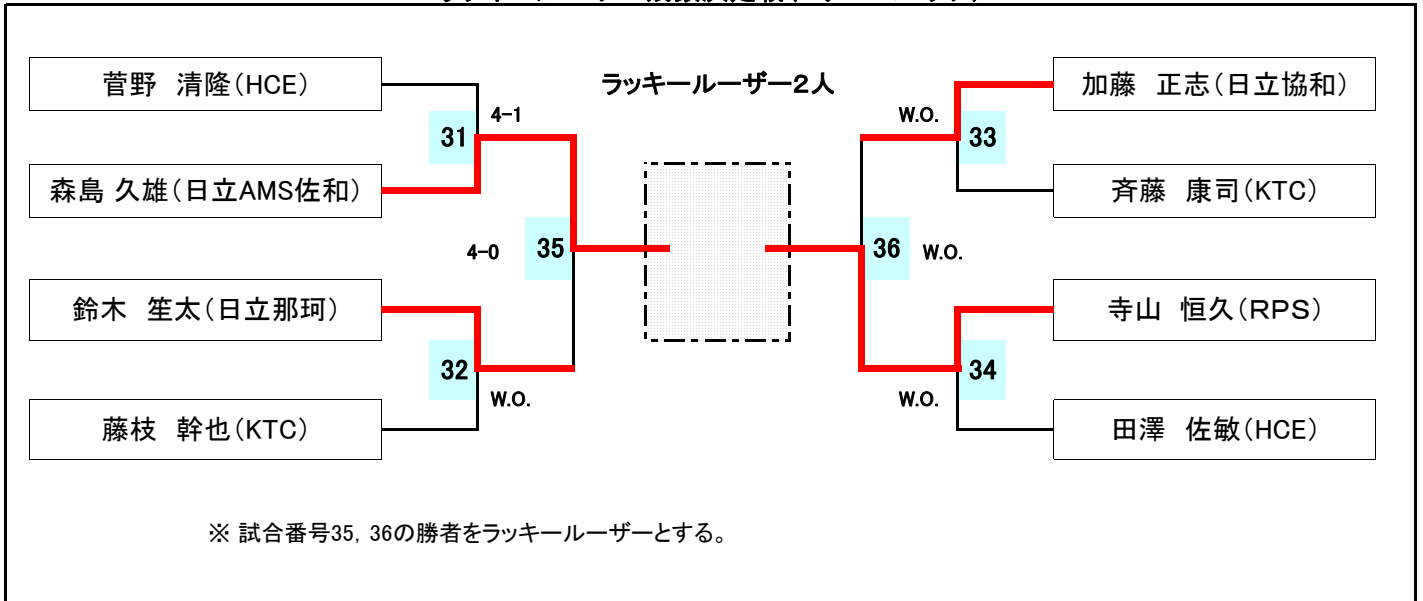 菅野 清隆(HCE)
ラッキールーザー2人
加藤 正志(日立協和)
4-1
W.O.
31
33
森島 久雄(日立AMS佐和)
斉藤 康司(KTC)
4-0
35
36
W.O.
鈴木 笙太(日立那珂)
寺山 恒久(RPS)
32
34
W.O.
W.O.
藤枝 幹也(KTC)
田澤 佐敏(HCE)
※ 試合番号35, 36の勝者をラッキールーザーとする。